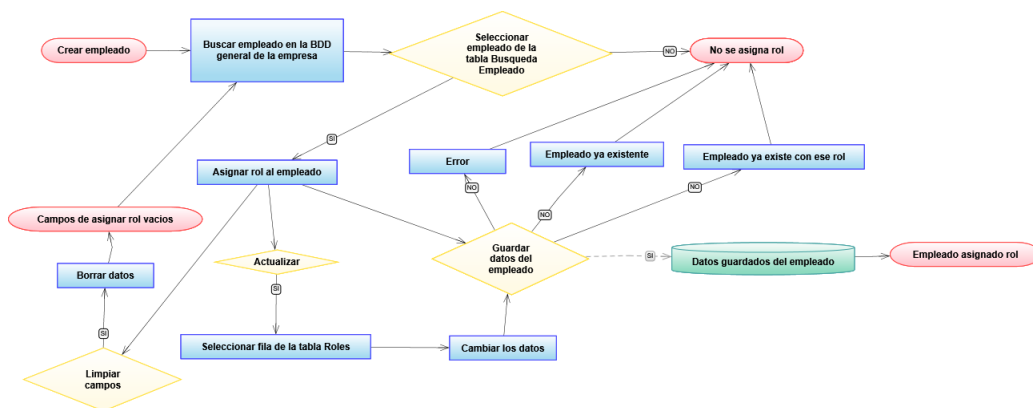 Crear empleado
Buscar empleado en la BDD
general de la empresa
Seleccionar
empleado de la
tabla Busqueda
Empleado
NO
No se asigna rol
SI
Error
Empleado ya existente
Empleado ya existe con ese rol
Asignar rol al empleado
NO
NO
NO
Campos de asignar rol vacios
Guardar
datos del
empleado
SI
Datos guardados del empleado
Empleado asignado rol
Actualizar
Borrar datos
SI
SI
Seleccionar fila de la tabla Roles
Cambiar los datos
Limpiar
campos